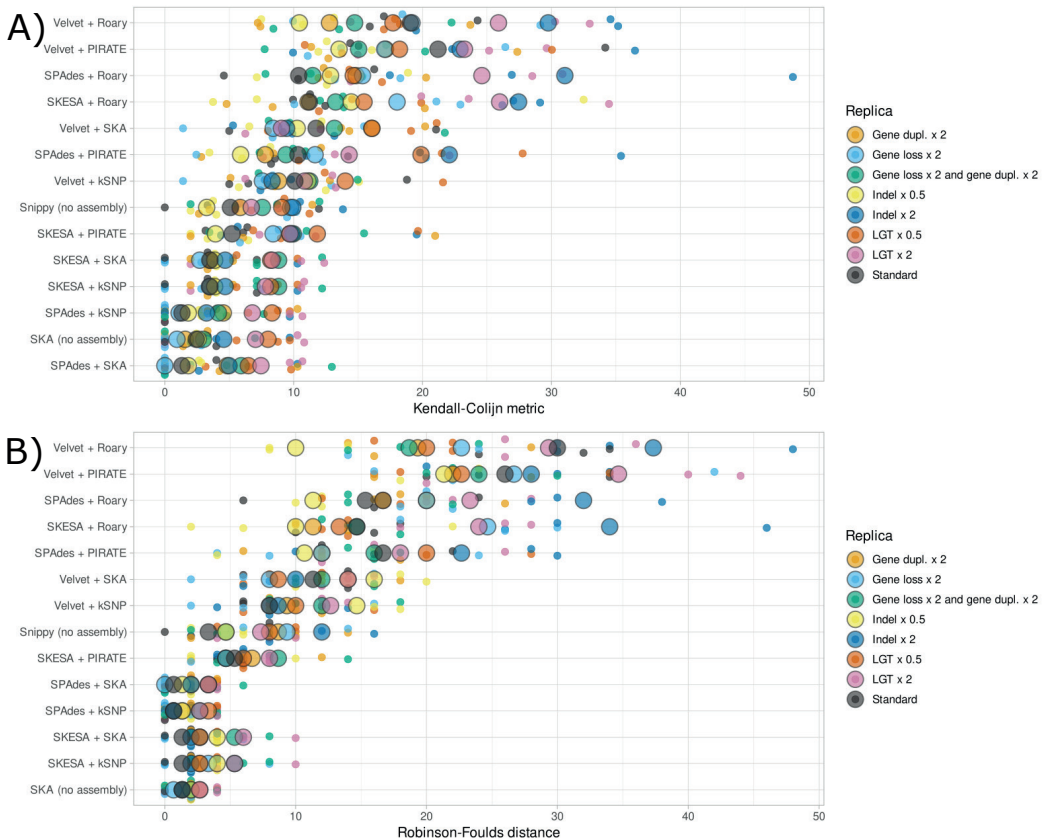 A)
Velvet + Roary
Velvet + PIRATE
SPAdes + Roary
SKESA + Roary
Velvet + SKA
SPAdes + PIRATE
Velvet + kSNP
Snippy (no assembly)
SKESA + PIRATE
SKESA + SKA
SKESA + kSNP
SPAdes + kSNP
SKA (no assembly)
SPAdes + SKA
0 10 20 30 40 50
Kendall-Colijn metric
Replica
Gene dupl. x 2
Gene loss x 2
Gene loss x 2 and gene dupl. x 2
Indel x 0.5
Indel x 2
LGT x 0.5
LGT x 2
Standard
B)
Velvet + Roary
Velvet + PIRATE
SPAdes + Roary
SKESA + Roary
SPAdes + PIRATE
Velvet + SKA
Velvet + kSNP
Snippy (no assembly)
SKESA + PIRATE
SPAdes + SKA
SPAdes + kSNP
SKESA + SKA
SKESA + kSNP
SKA (no assembly)
0 10 20 30 40 50
Robinson-Foulds distance
Replica
Gene dupl. x 2
Gene loss x 2
Gene loss x 2 and gene dupl. x 2
Indel x 0.5
Indel x 2
LGT x 0.5
LGT x 2
Standard